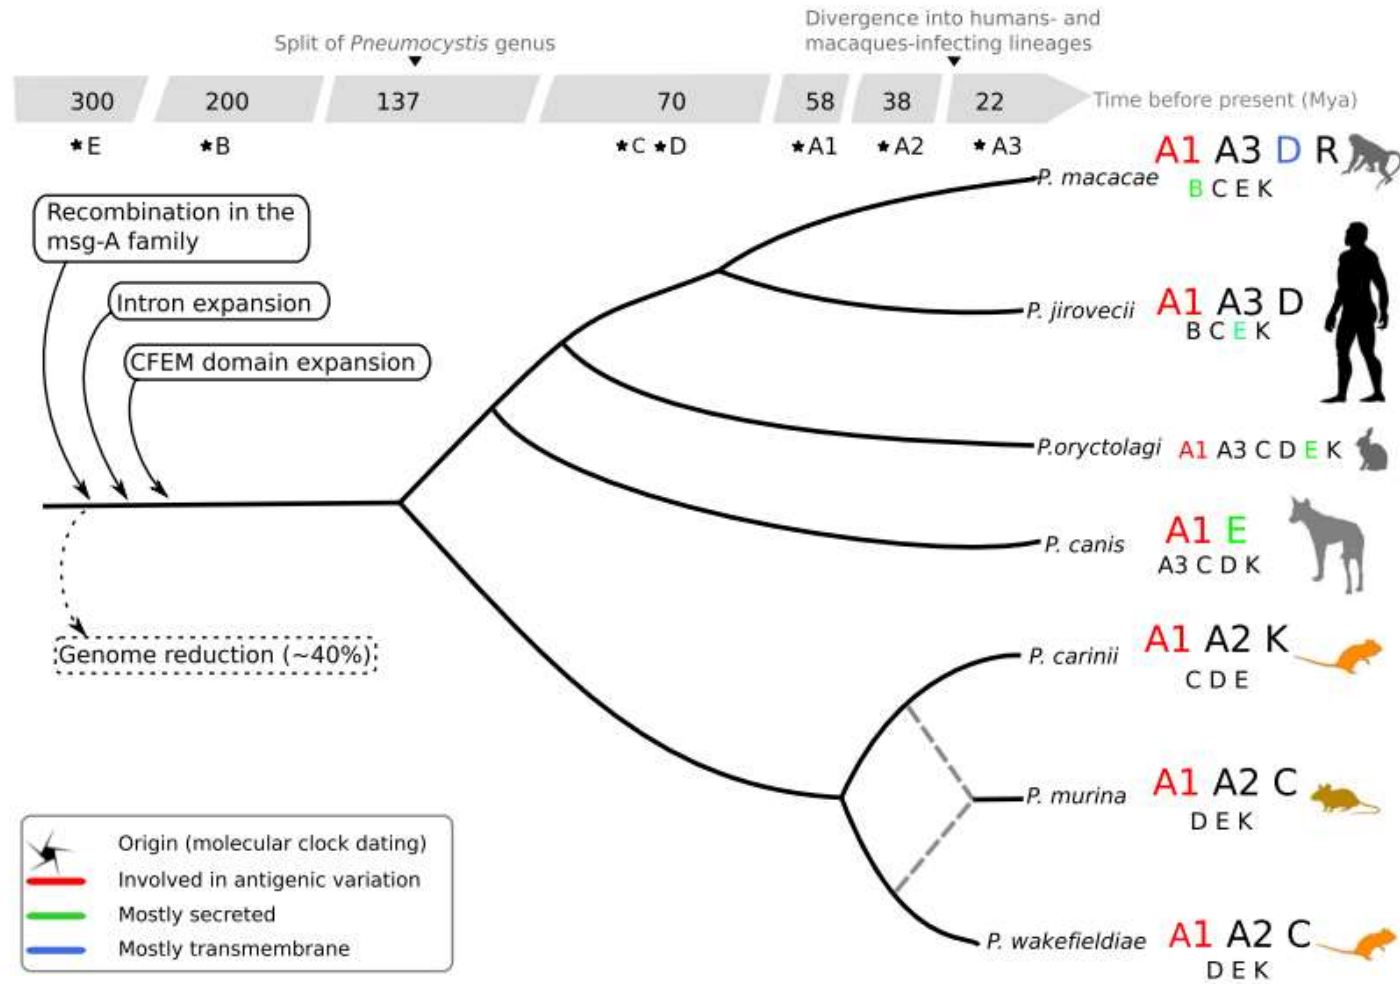 Split of Pneumocystis genus
Divergence into humans- and
macaques-infecting lineages
300 200 137 70 58 38 22 Time before present (Mya)
E B C D A1 A2 A3
A1 A3 D R
P. macacae
B C E K
Recombination in the
msg-A family
Intron expansion
A1 A3 D
P. jirovecii
B C E K
CFEM domain expansion
P.oryctolagi A1 A3 C D E K
A1 E
P. canis
A3 C D K
Genome reduction (~40%)
A1 A2 K
P. carinii
C D E
A1 A2 C
P. murina
D E K
Origin (molecular clock dating)
Involved in antigenic variation
Mostly secreted
Mostly transmembrane
A1 A2 C
P. wakefieldiae
D E K